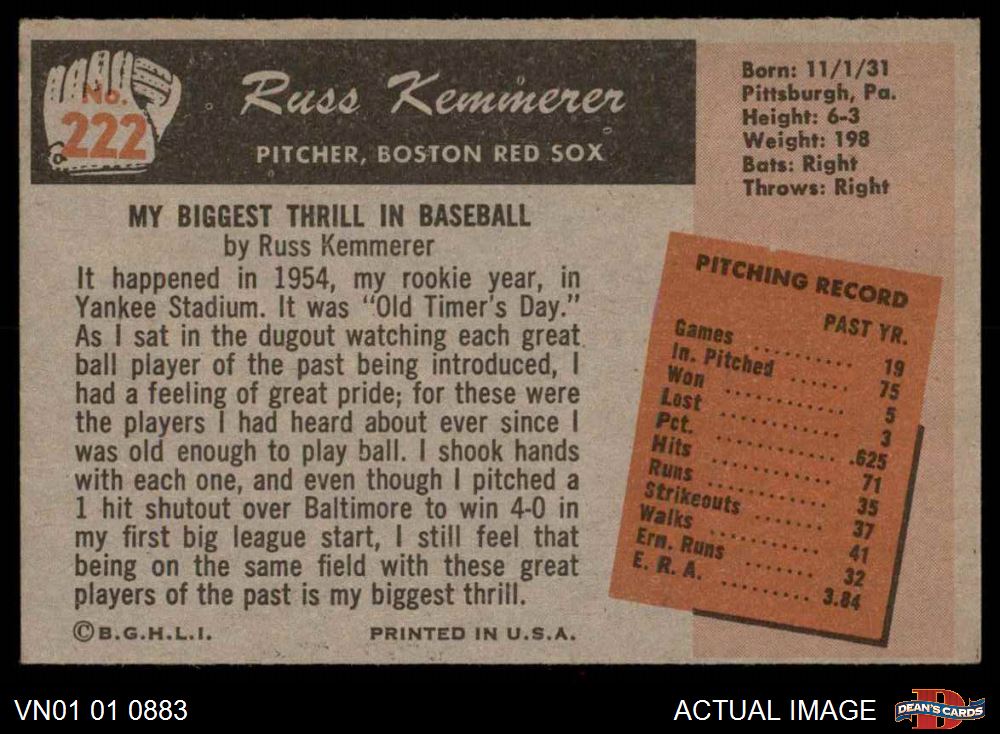 No.
222
Russ Kemmerer
PITCHER, BOSTON RED SOX
Born: 11/1/31
Pittsburgh, Pa.
Height: 6-3
Weight: 198
Bats: Right
Throws: Right
MY BIGGEST THRILL IN BASEBALL
by Russ Kemmerer
It happened in 1954, my rookie year, in
Yankee Stadium. It was "Old Timer's Day."
As I sat in the dugout watching each great
ball player of the past being introduced, I
had a feeling of great pride; for these were
the players I had heard about ever since I
was old enough to play ball. I shook hands
with each one, and even though I pitched a
1 hit shutout over Baltimore to win 4-0 in
my first big league start, I still feel that
being on the same field with these great
players of the past is my biggest thrill.
©B.G.H.L.I.
PRINTED IN U.S.A.
PITCHING RECORD
PAST YR.
Games ......... 19
In. Pitched ...... 75
Won ............ 5
Lost ............ 3
Pct. ............ .625
Hits ............ 71
Runs ............ 35
Strikeouts ....... 37
Walks ........... 41
Ern. Runs ....... 32
E. R. A. ......... 3.84
VN01 01 0883
ACTUAL IMAGE
D
DEAN'S CARDS